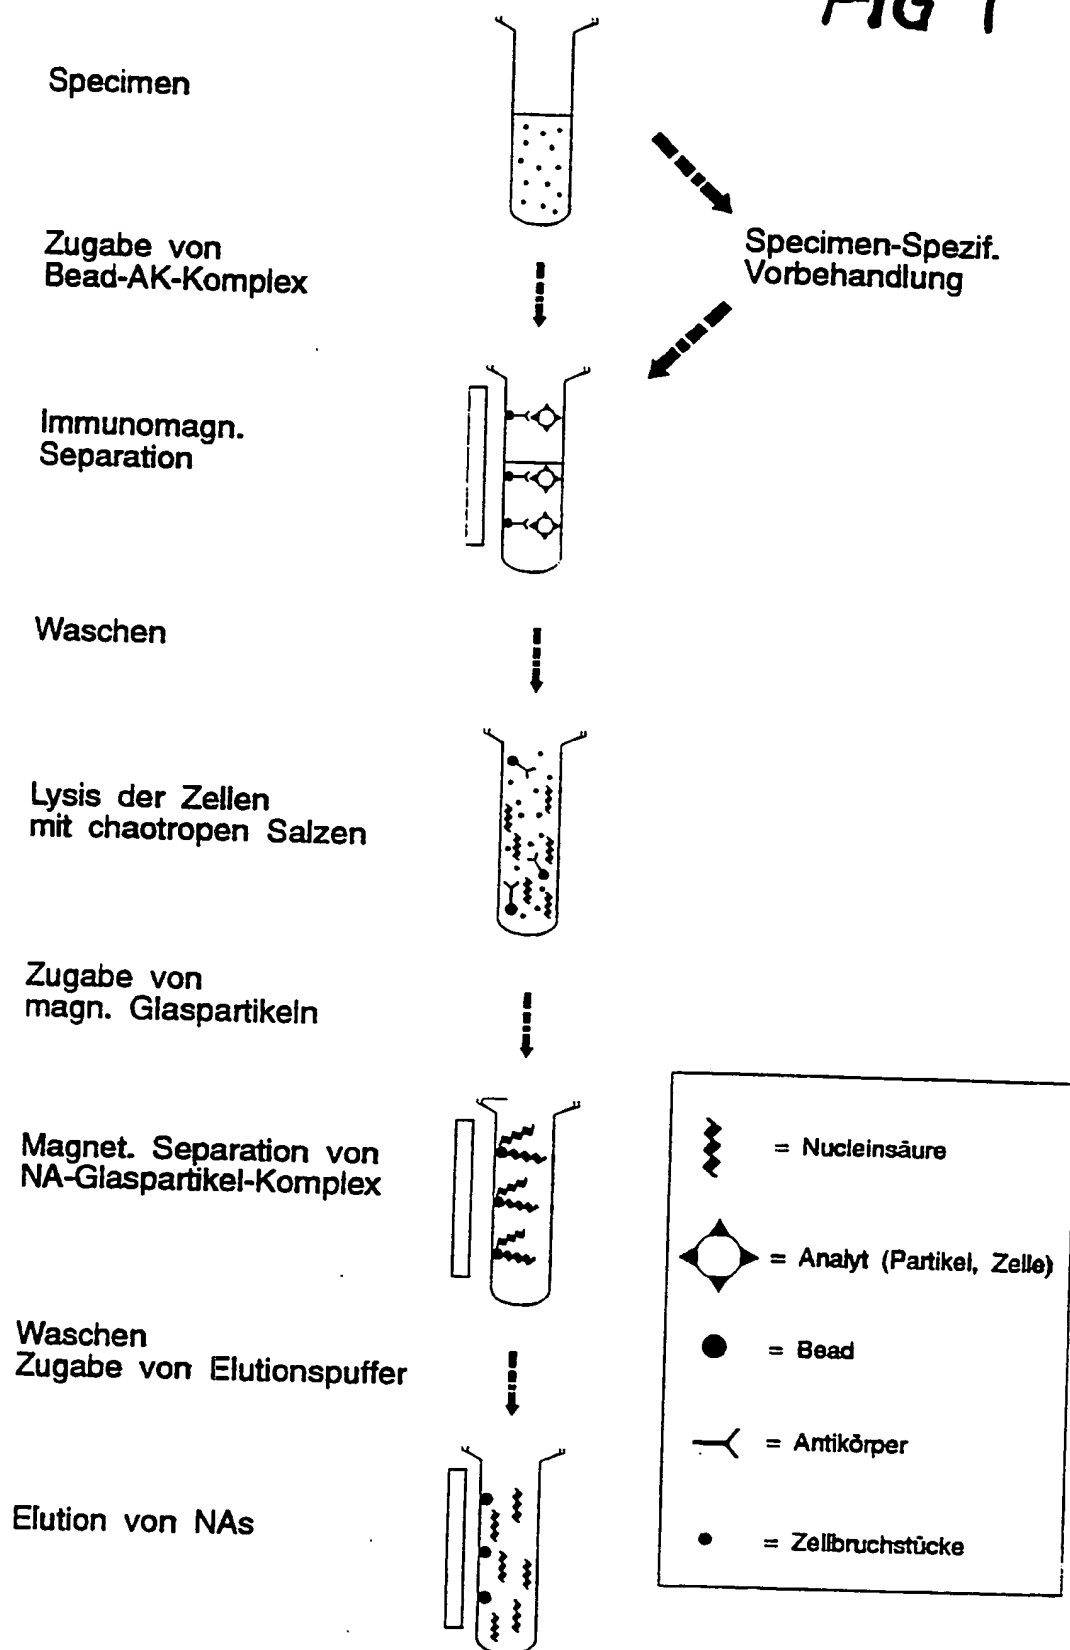 FIG 1
Specimen
Zugabe von
Bead-AK-Komplex
Specimen-Spezif.
Vorbehandlung
Immunomagn.
Separation
Waschen
Lysis der Zellen
mit chaotropen Salzen
Zugabe von
magn. Glaspartikeln
Magnet. Separation von
NA-Glaspartikel-Komplex
Waschen
Zugabe von Elutionspuffer
Elution von NAs
= Nucleinsäure
= Analyt (Partikel, Zelle)
= Bead
= Antikörper
= Zellbruchstücke